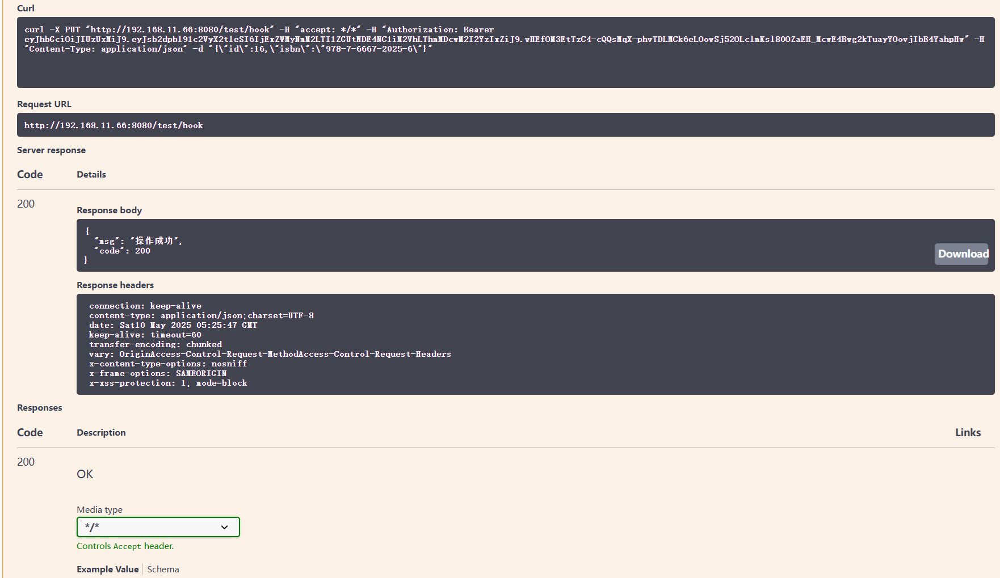 Curl
curl -X PUT "http://192.168.11.66:8080/test/book" -H "accept: */*" -H "Authorization: Bearer
eyJhbGciOiJIUzUxMiJ9.eyJsb2dpbl91c2VyX2tleSI6IjExZWMyNmM2LTI1ZGUtNDE4NC1iM2VhLThmMDcwM2I2YzIxZiJ9.wHEfOM3EtTzC4-cQQsMqX-phvTDLMCk6eLOowSj52OLclmKsl80OZaEH_McwE4Bwg2kTuayYOovjIbB4YahpHw" -H
"Content-Type: application/json" -d "{\"id\":16,\"isbn\":\"978-7-6667-2025-6\"}"
Request URL
http://192.168.11.66:8080/test/book
Server response
Code Details
200
Response body
{
"msg": "操作成功",
"code": 200
}
Download
Response headers
connection: keep-alive
content-type: application/json;charset=UTF-8
date: Sat10 May 2025 05:25:47 GMT
keep-alive: timeout=60
transfer-encoding: chunked
vary: OriginAccess-Control-Request-MethodAccess-Control-Request-Headers
x-content-type-options: nosniff
x-frame-options: SAMEORIGIN
x-xss-protection: 1; mode=block
Responses
Code Description Links
200
OK
Media type
*/*
Controls Accept header.
Example Value Schema